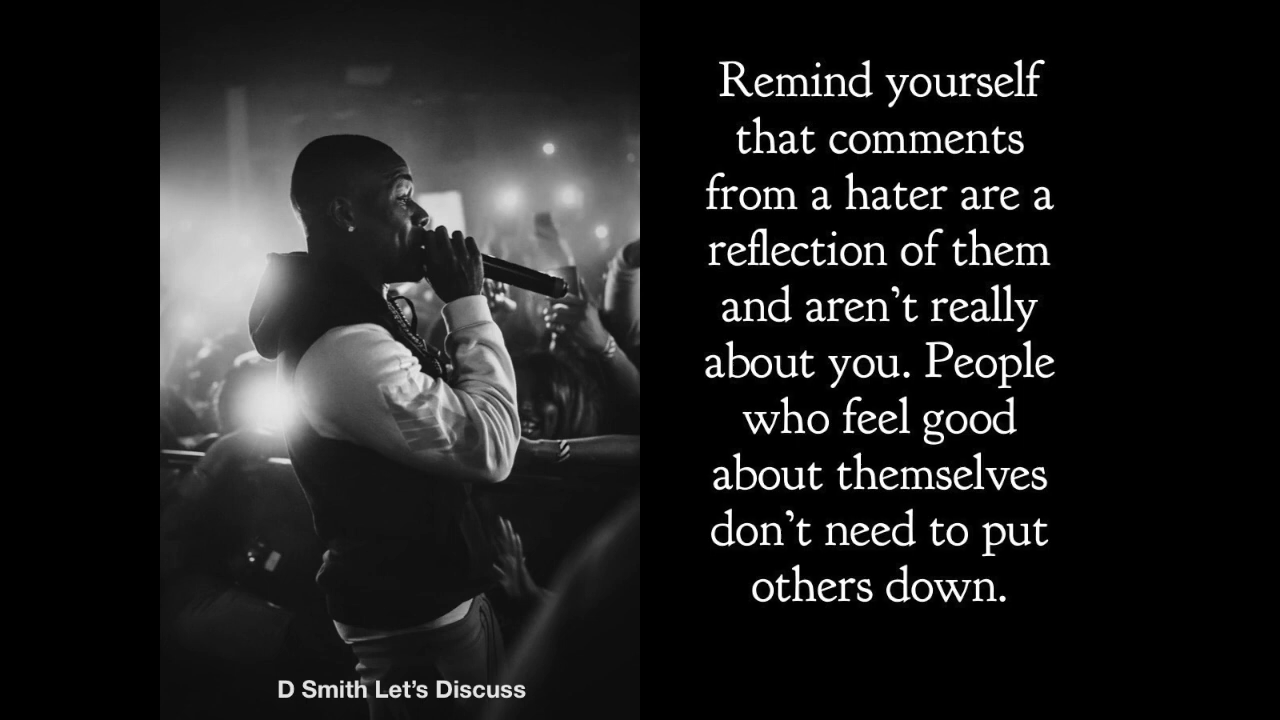 Remind yourself
that comments
from a hater are a
reflection of them
and aren’t really
about you. People
who feel good
about themselves
don’t need to put
others down.
D Smith Let’s Discuss